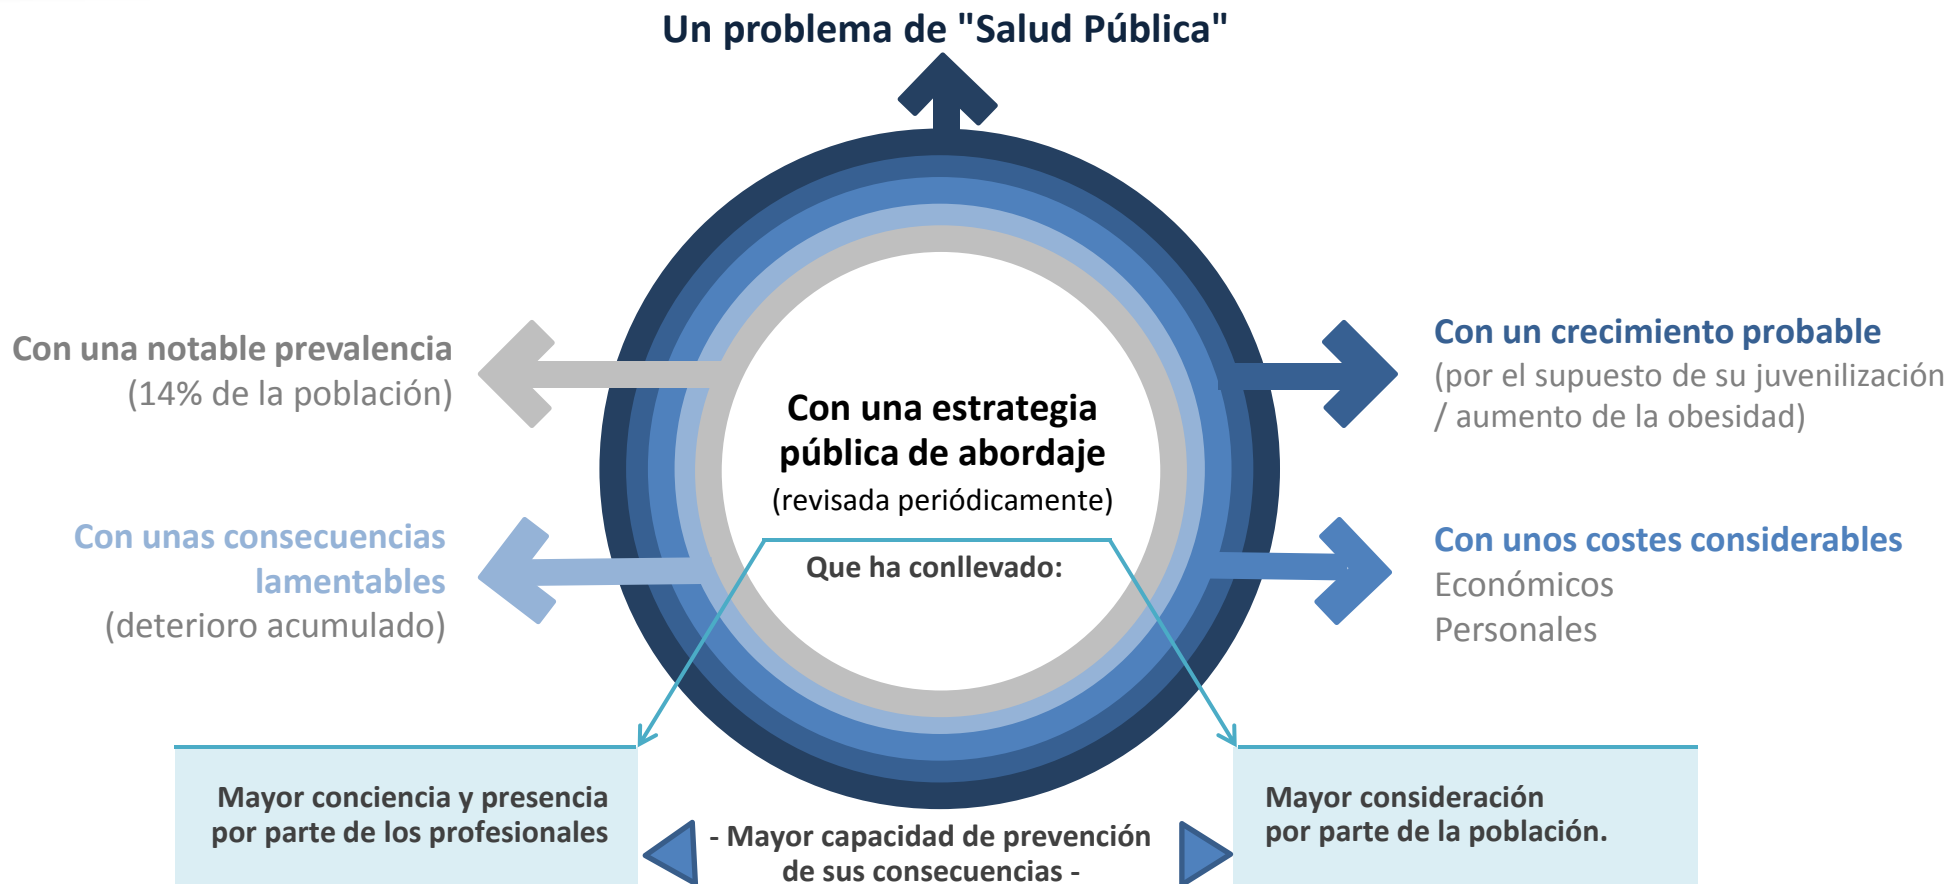 Un problema de "Salud Pública"
Con una notable prevalencia
(14% de la población)
Con un crecimiento probable
(por el supuesto de su juvenilización
/ aumento de la obesidad)
Con una estrategia
pública de abordaje
(revisada periódicamente)
Que ha conllevado:
Con unas consecuencias
lamentables
(deterioro acumulado)
Con unos costes considerables
Económicos
Personales
Mayor conciencia y presencia
por parte de los profesionales
- Mayor capacidad de prevención
de sus consecuencias -
Mayor consideración
por parte de la población.